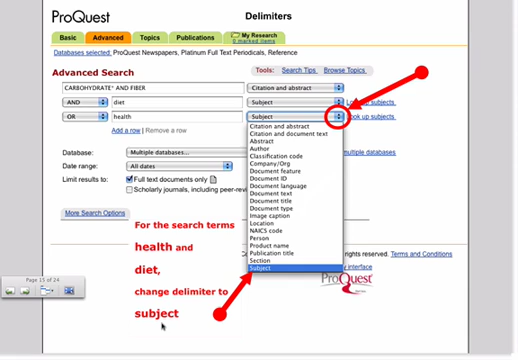 ProQuest
Delimiters
Basic
Advanced
Topics
Publications
My Research
0 marked items
Databases selected: ProQuest Newspapers, Platinum Full Text Periodicals, Reference
Advanced Search
Tools: Search Tips Browse Topics
CARBOHYDRATE* AND FIBER
Citation and abstract
AND
diet
Subject
Look up subjects
OR
health
Subject
ook up subjects
Add a row | Remove a row
Citation and abstract
Citation and document text
Abstract
Author
Classification code
Company/Org
Document feature
Document ID
Document language
Document text
Document title
Document type
Image caption
Location
NAICS code
Person
Product name
Publication title
Section
Subject
Database:
Multiple databases...
multiple databases
Date range:
All dates
Limit results to:
Full text documents only
Scholarly journals, including peer-rev
More Search Options
For the search terms
health and
diet,
change delimiter to
subject
C
rights reserved. Terms and Conditions
interface
ProQuest
Page 15 of 24